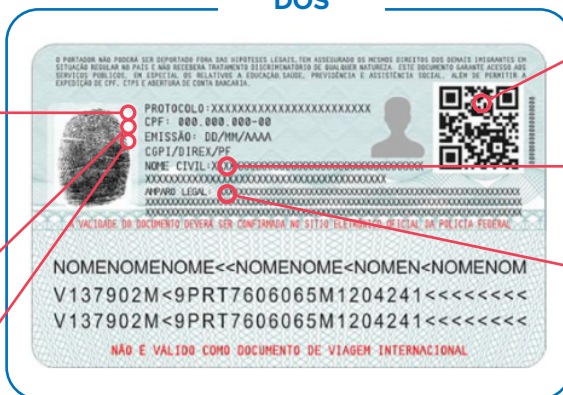 DOS
O PORTADOR NÃO PODERÁ SER DEPORTADO FORA DAS HIPÓTESES LEGAIS, TEM ASSEGURADO OS MESMOS DIREITOS DOS DEMAIS IMIGRANTES EM
SITUAÇÃO REGULAR NO PAÍS E NÃO RECEBERÁ TRATAMENTO DISCRIMINATÓRIO DE QUALQUER NATUREZA. ESTE DOCUMENTO GARANTE ACESSO AOS
SERVIÇOS PÚBLICOS, EM ESPECIAL OS RELATIVOS A EDUCAÇÃO, SAÚDE, PREVIDÊNCIA E ASSISTÊNCIA SOCIAL, ALÉM DE PERMITIR A
EXPEDIÇÃO DE CPF, CTPS E ABERTURA DE CONTA BANCÁRIA.
PROTOCOLO:XXXXXXXXXXXXXXXXXXXXXXXXX
CPF: 000.000.000-00
EMISSÃO: DD/MM/AAAA
CGPI/DIREX/PF
NOME CIVIL:
AMPARO LEGAL:
A VALIDADE DO DOCUMENTO DEVERÁ SER CONFIRMADA NO SÍTIO ELETRÔNICO OFICIAL DA POLÍCIA FEDERAL
NOMENOMENOME<<NOMENOME<NOMEN<NOMENOM
V137902M<9PRT7606065M1204241<<<<<<<<
V137902M<9PRT7606065M1204241<<<<<<<<
NÃO É VÁLIDO COMO DOCUMENTO DE VIAGEM INTERNACIONAL